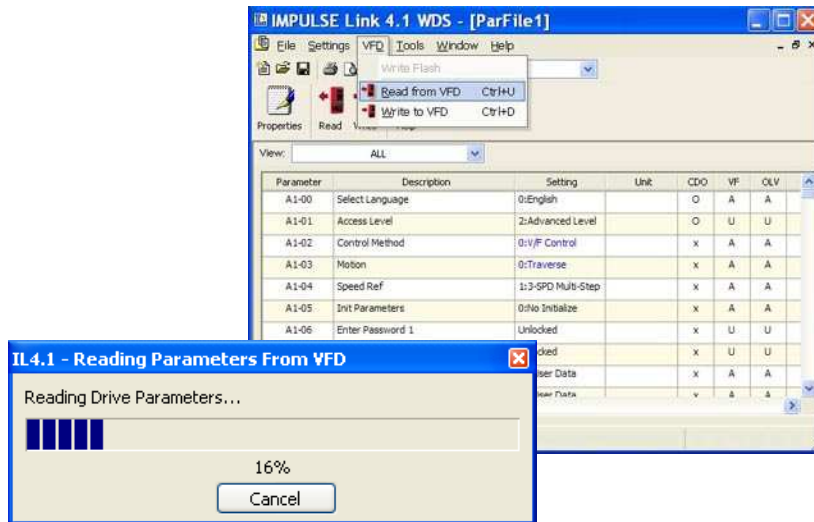 IMPULSE Link 4.1 WDS - [ParFile1]
File Settings VFD Tools Window Help
Write Flash
Read from VFD Ctrl+U
Write to VFD Ctrl+D
Properties Read
View: ALL
Parameter Description Setting Unit CDO VF OLV
A1-00 Select Language 0:English O A A
A1-01 Access Level 2:Advanced Level O U U
A1-02 Control Method 0:V/F Control x A A
A1-03 Motion 0:Traverse x A A
A1-04 Speed Ref 1:3-SPD Multi-Step x A A
A1-05 Init Parameters 0:No Initialize x A A
A1-06 Enter Password 1 Unlocked x U U
x U U
ser Data x A A
IL4.1 - Reading Parameters From VFD
Reading Drive Parameters...
16%
Cancel